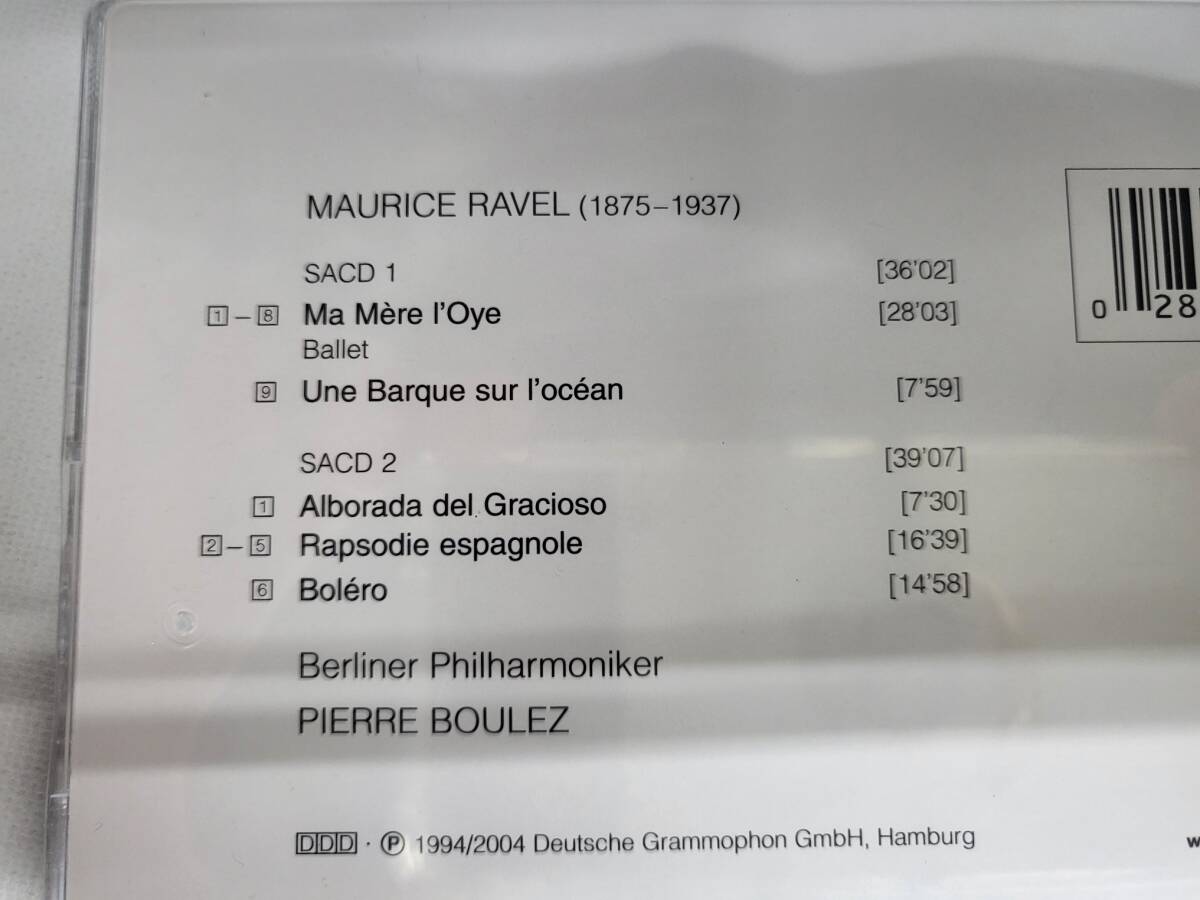 MAURICE RAVEL (1875–1937)
SACD 1 [36'02]
1 – 8 Ma Mère l'Oye [28'03]
Ballet
9 Une Barque sur l'océan [7'59]
SACD 2 [39'07]
1 Alborada del Gracioso [7'30]
2 – 5 Rapsodie espagnole [16'39]
6 Boléro [14'58]
Berliner Philharmoniker
PIERRE BOULEZ
DDD · ℗ 1994/2004 Deutsche Grammophon GmbH, Hamburg
0 28
w